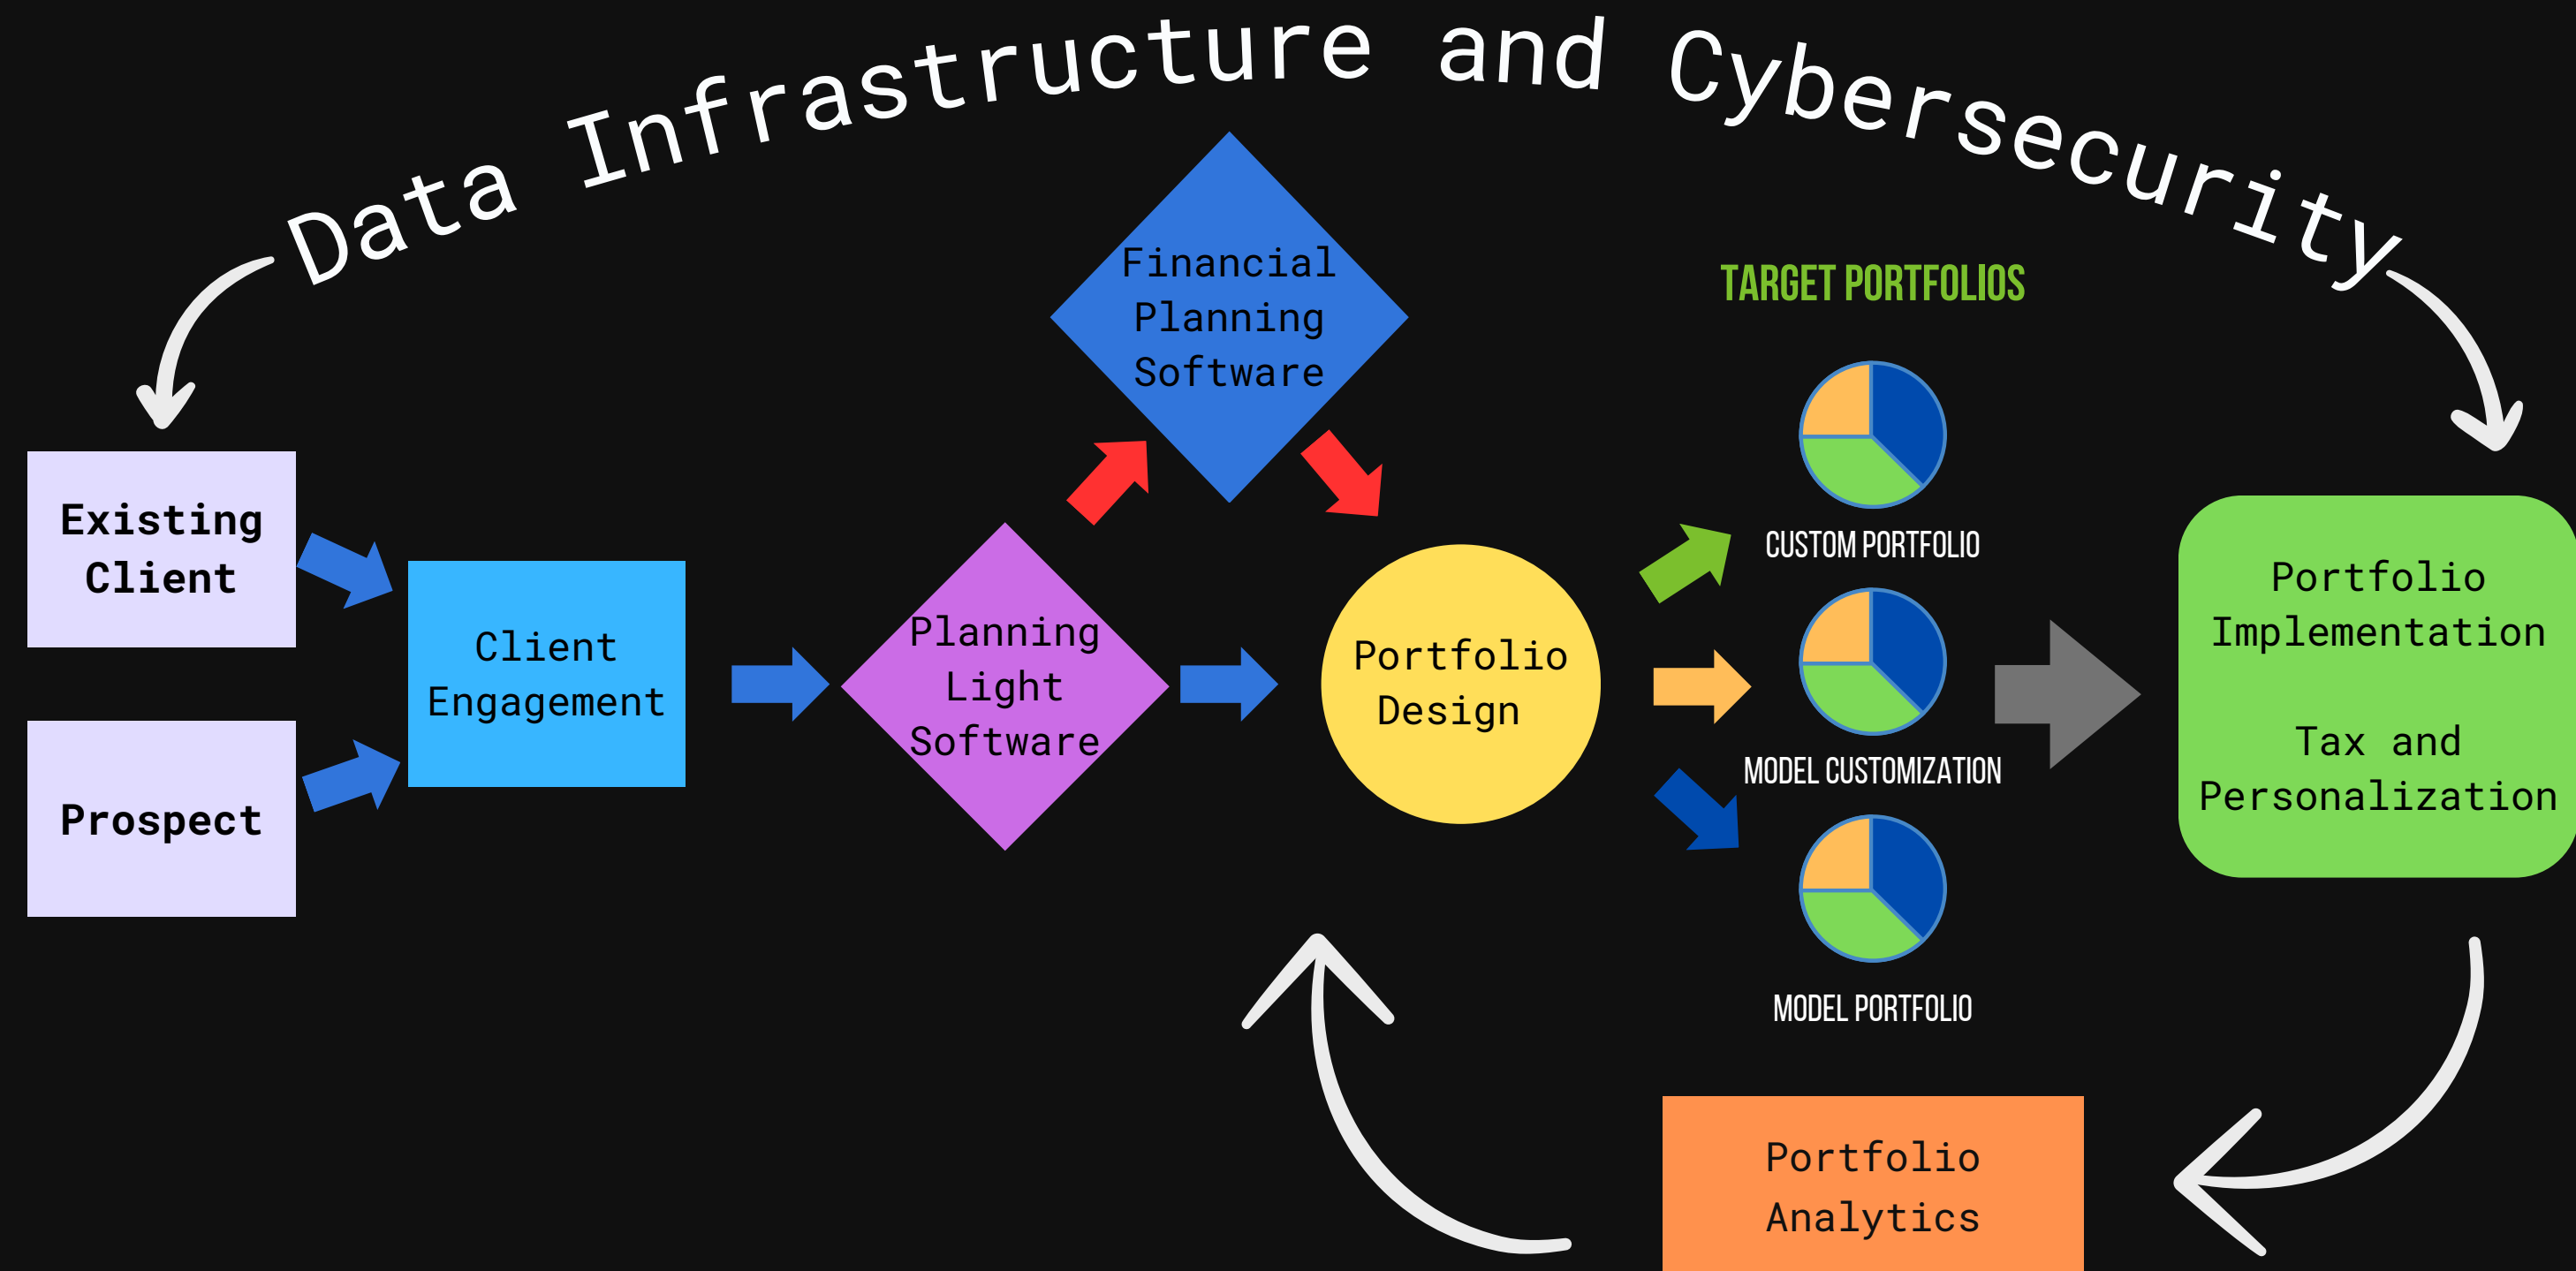 Data Infrastructure and Cybersecurity
Financial
Planning
Software
TARGET PORTFOLIOS
Existing
Client
Prospect
Client
Engagement
Planning
Light
Software
Portfolio
Design
CUSTOM PORTFOLIO
MODEL CUSTOMIZATION
MODEL PORTFOLIO
Portfolio
Implementation
Tax and
Personalization
Portfolio
Analytics